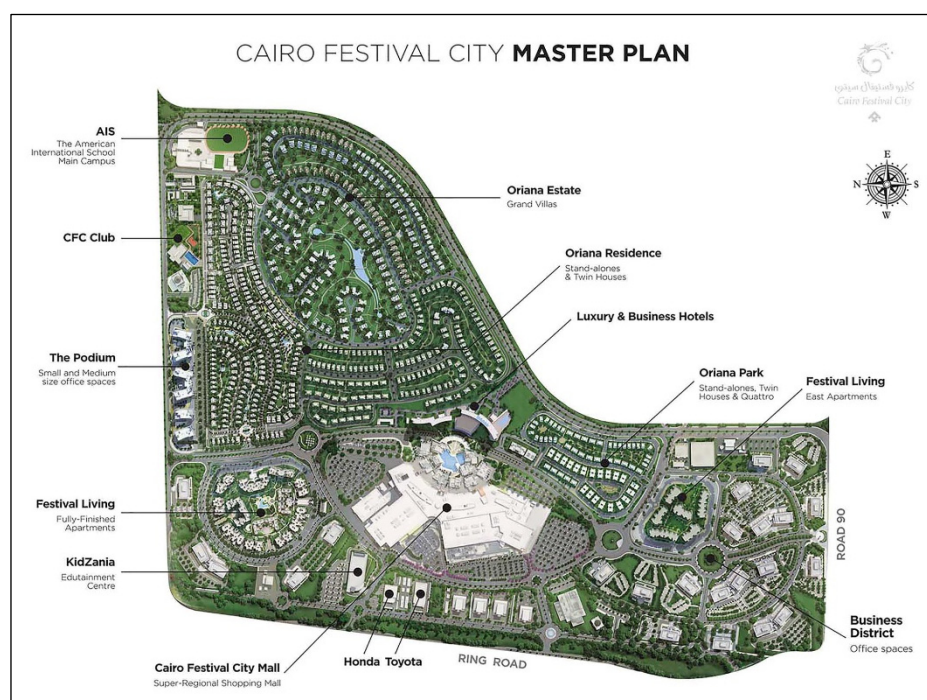 CAIRO FESTIVAL CITY MASTER PLAN
كايرو فستيفال سيتي
Cairo Festival City
E
N
S
W
AIS
The American
International School
Main Campus
Oriana Estate
Grand Villas
CFC Club
Oriana Residence
Stand-alones
& Twin Houses
Luxury & Business Hotels
The Podium
Small and Medium
size office spaces
Oriana Park
Stand-alones, Twin
Houses & Quattro
Festival Living
East Apartments
Festival Living
Fully-Finished
Apartments
ROAD 90
KidZania
Edutainment
Centre
Business
District
Office spaces
Cairo Festival City Mall
Super-Regional Shopping Mall
Honda
Toyota
RING ROAD